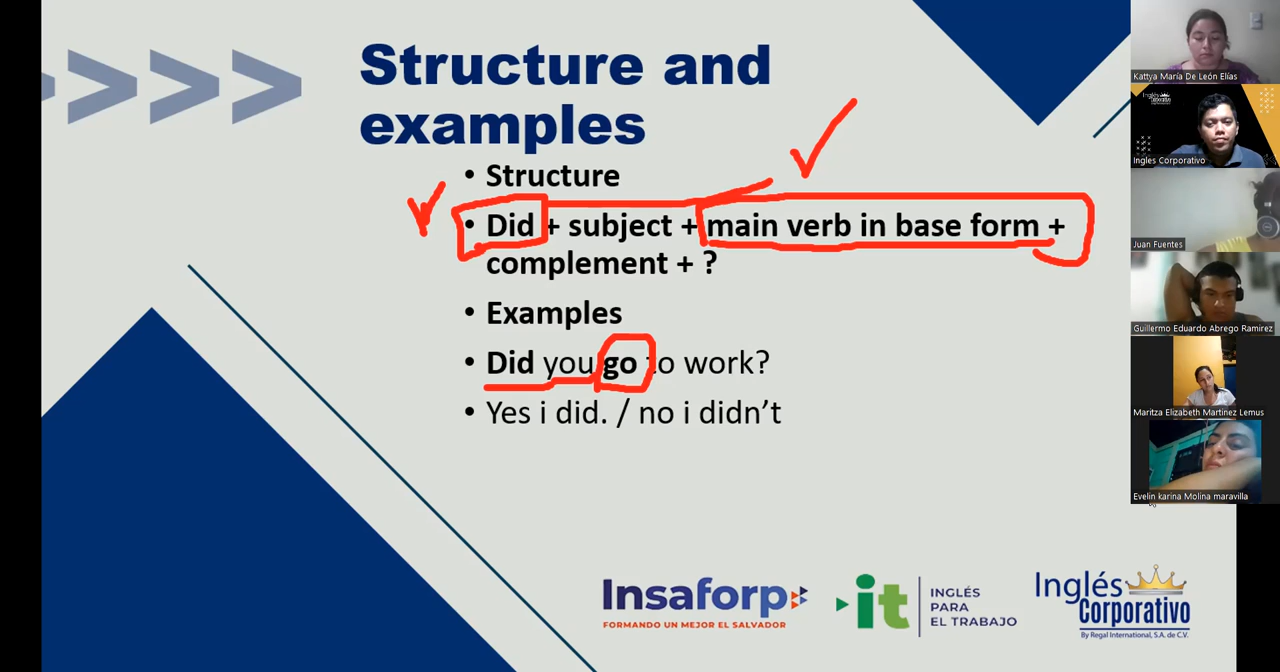 Structure and
examples
• Structure
• Did + subject + main verb in base form +
complement + ?
• Examples
• Did you go to work?
• Yes i did. / no i didn't
Insaforp
FORMANDO UN MEJOR EL SALVADOR
it
INGLÉS
PARA
EL TRABAJO
Inglés
Corporativo
By Regal International, S.A. de C.V.
Kattya María De León Elías
Inglés
Corporativo
Ingles Corporativo
Juan Fuentes
Guillermo Eduardo Abrego Ramirez
Maritza Elizabeth Martinez Lemus
Evelin karina Molina maravilla